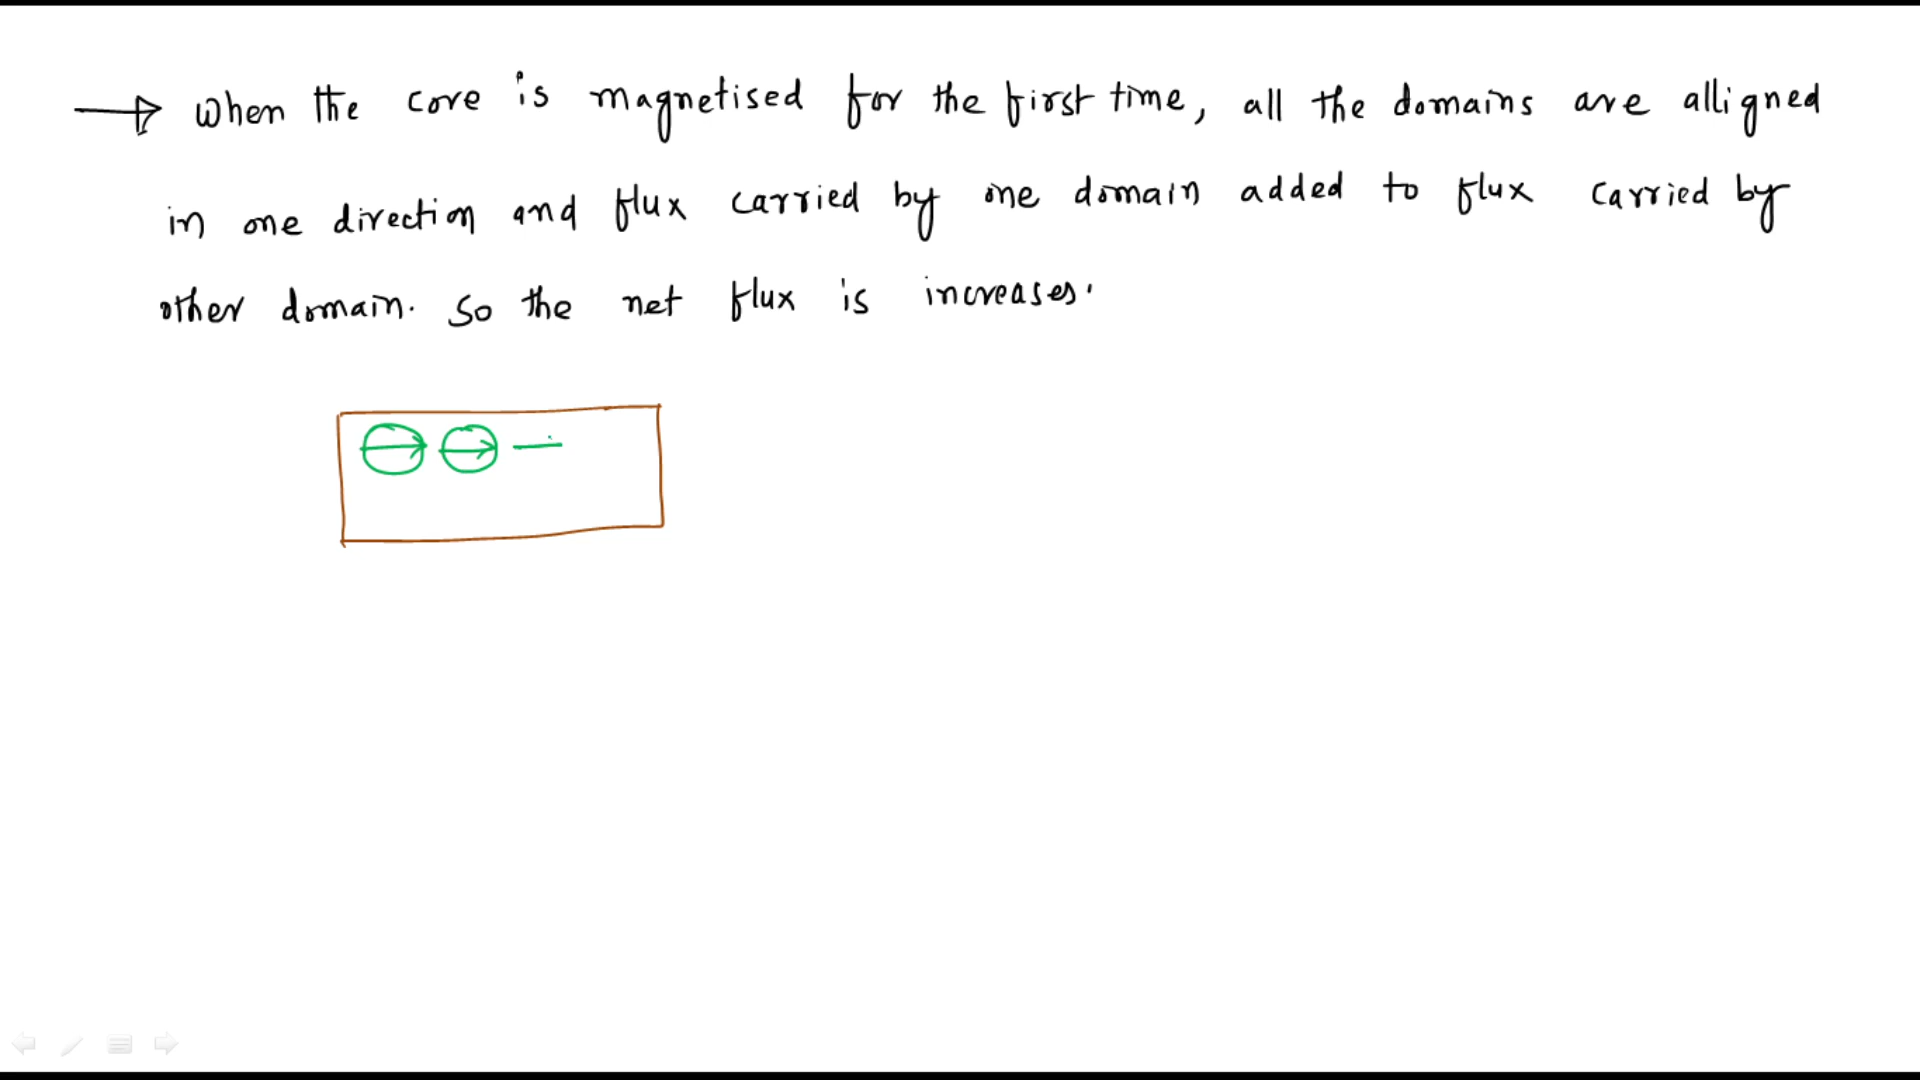 When the core is magnetised for the first time, all the domains are alligned
in one direction and flux carried by one domain added to flux carried by
other domain. So the net flux is increases.